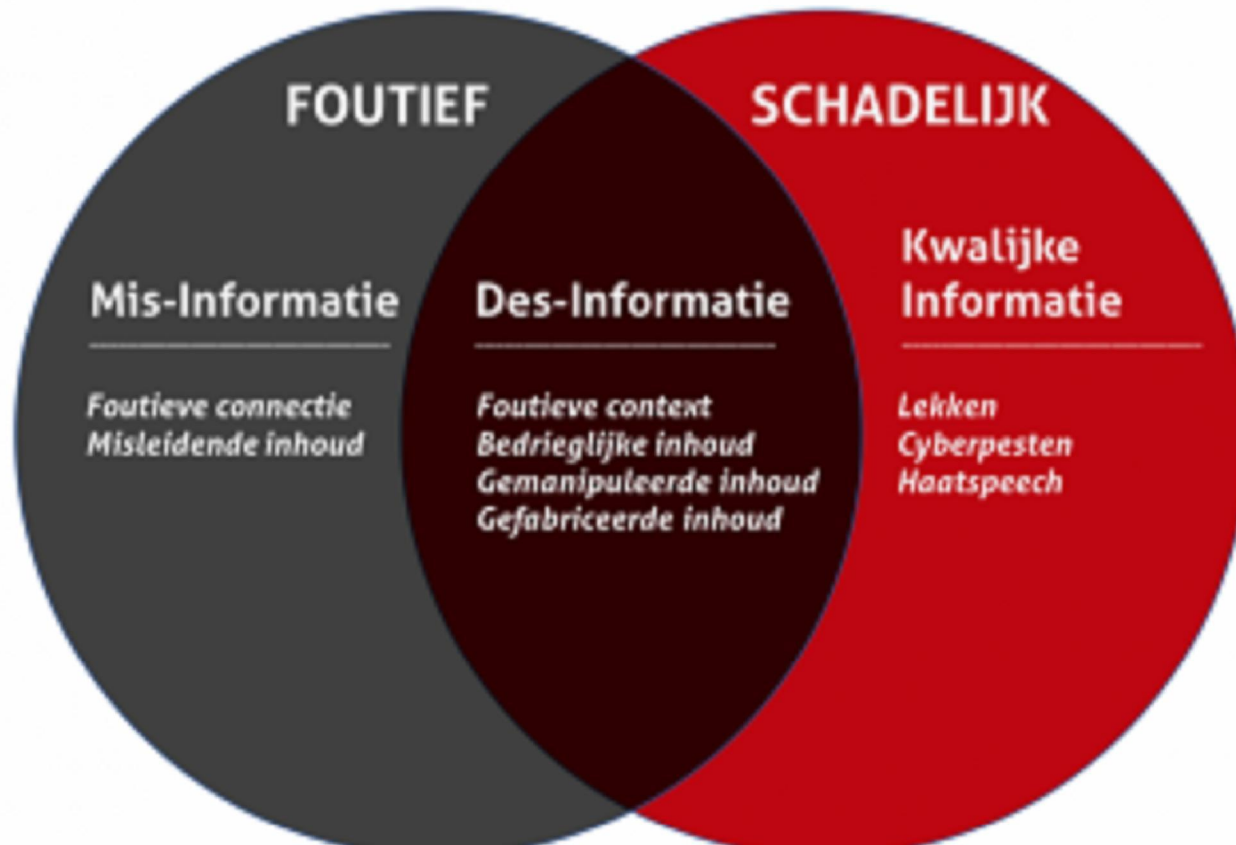 FOUTIEF
SCHADELIJK
Mis-Informatie
Foutieve connectie
Misleidende inhoud
Des-Informatie
Foutieve context
Bedrieglijke inhoud
Gemanipuleerde inhoud
Gefabriceerde inhoud
Kwalijke
Informatie
Lekken
Cyberpesten
Haatspeech